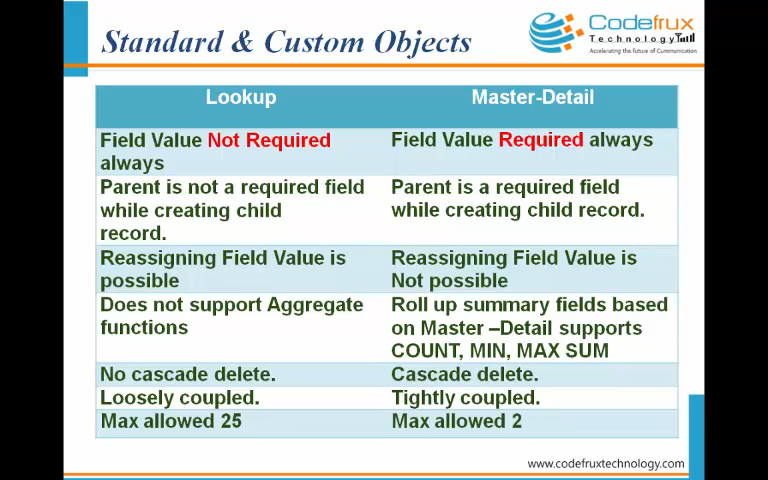 Standard & Custom Objects
Codefrux
Technology
Accelerating the future of Communication
Lookup
Master-Detail
Field Value Not Required
always
Field Value Required always
Parent is not a required field
while creating child
record.
Parent is a required field
while creating child record.
Reassigning Field Value is
possible
Reassigning Field Value is
Not possible
Does not support Aggregate
functions
Roll up summary fields based
on Master –Detail supports
COUNT, MIN, MAX SUM
No cascade delete.
Cascade delete.
Loosely coupled.
Tightly coupled.
Max allowed 25
Max allowed 2
www.codefruxtechnology.com